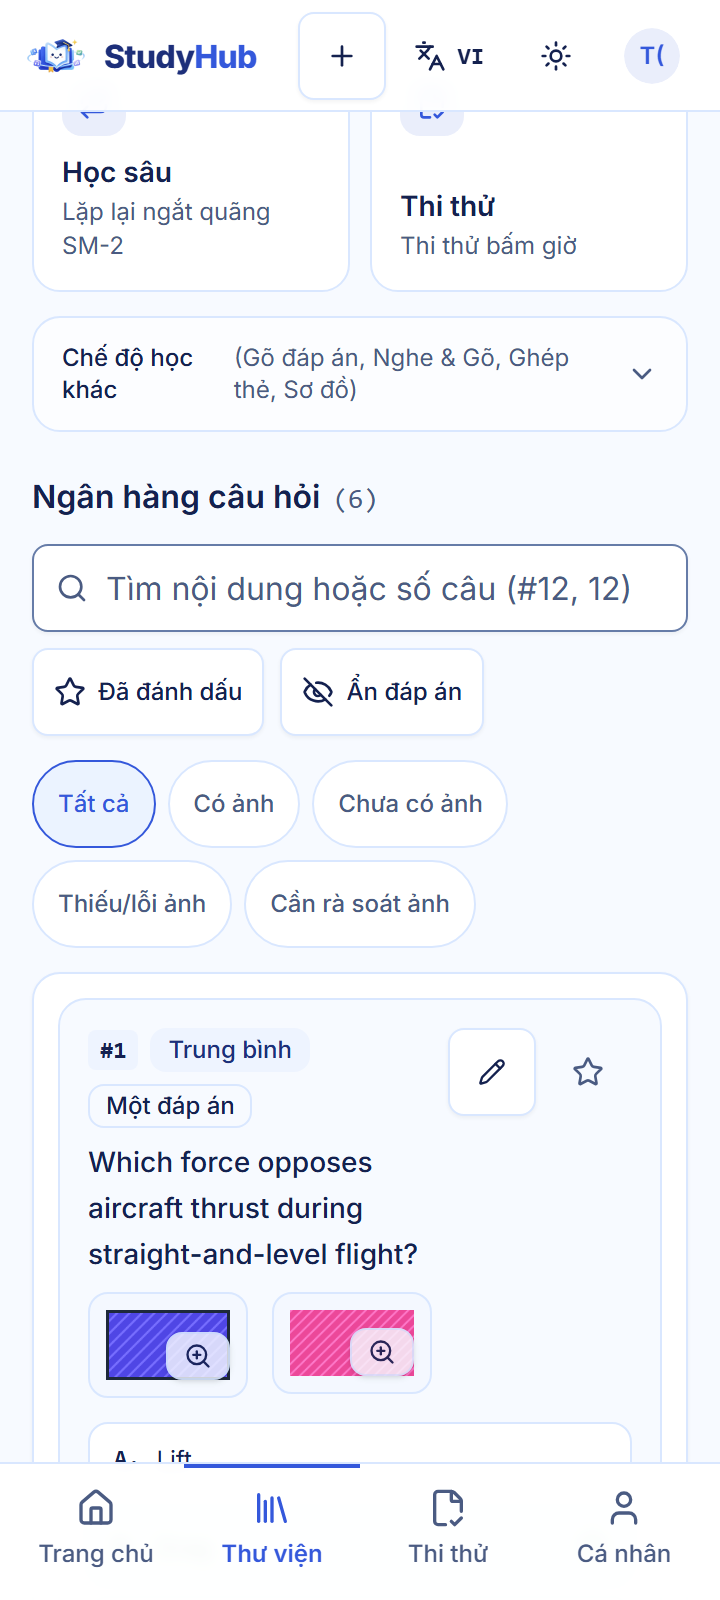 StudyHub
VI
T(
Học sâu
Lặp lại ngắt quãng
SM-2
Thi thử
Thi thử bấm giờ
Chế độ học
khác
(Gõ đáp án, Nghe & Gõ, Ghép
thẻ, Sơ đồ)
Ngân hàng câu hỏi (6)
Tìm nội dung hoặc số câu (#12, 12)
Đã đánh dấu
Ẩn đáp án
Tất cả
Có ảnh
Chưa có ảnh
Thiếu/lỗi ảnh
Cần rà soát ảnh
#1
Trung bình
Một đáp án
Which force opposes
aircraft thrust during
straight-and-level flight?
A. Lift
Trang chủ
Thư viện
Thi thử
Cá nhân